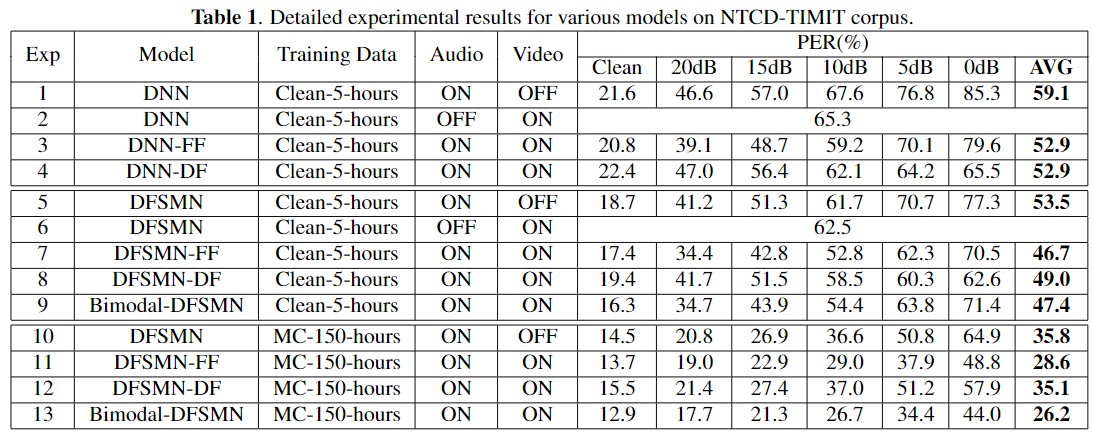 Table 1. Detailed experimental results for various models on NTCD-TIMIT corpus.
Exp Model Training Data Audio Video PER(%)
Clean 20dB 15dB 10dB 5dB 0dB AVG
1 DNN Clean-5-hours ON OFF 21.6 46.6 57.0 67.6 76.8 85.3 59.1
2 DNN Clean-5-hours OFF ON 65.3
3 DNN-FF Clean-5-hours ON ON 20.8 39.1 48.7 59.2 70.1 79.6 52.9
4 DNN-DF Clean-5-hours ON ON 22.4 47.0 56.4 62.1 64.2 65.5 52.9
5 DFSMN Clean-5-hours ON OFF 18.7 41.2 51.3 61.7 70.7 77.3 53.5
6 DFSMN Clean-5-hours OFF ON 62.5
7 DFSMN-FF Clean-5-hours ON ON 17.4 34.4 42.8 52.8 62.3 70.5 46.7
8 DFSMN-DF Clean-5-hours ON ON 19.4 41.7 51.5 58.5 60.3 62.6 49.0
9 Bimodal-DFSMN Clean-5-hours ON ON 16.3 34.7 43.9 54.4 63.8 71.4 47.4
10 DFSMN MC-150-hours ON OFF 14.5 20.8 26.9 36.6 50.8 64.9 35.8
11 DFSMN-FF MC-150-hours ON ON 13.7 19.0 22.9 29.0 37.9 48.8 28.6
12 DFSMN-DF MC-150-hours ON ON 15.5 21.4 27.4 37.0 51.2 57.9 35.1
13 Bimodal-DFSMN MC-150-hours ON ON 12.9 17.7 21.3 26.7 34.4 44.0 26.2